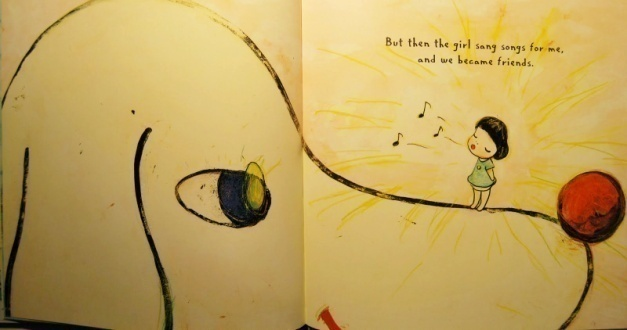 But then the girl sang songs for me,
and we became friends.